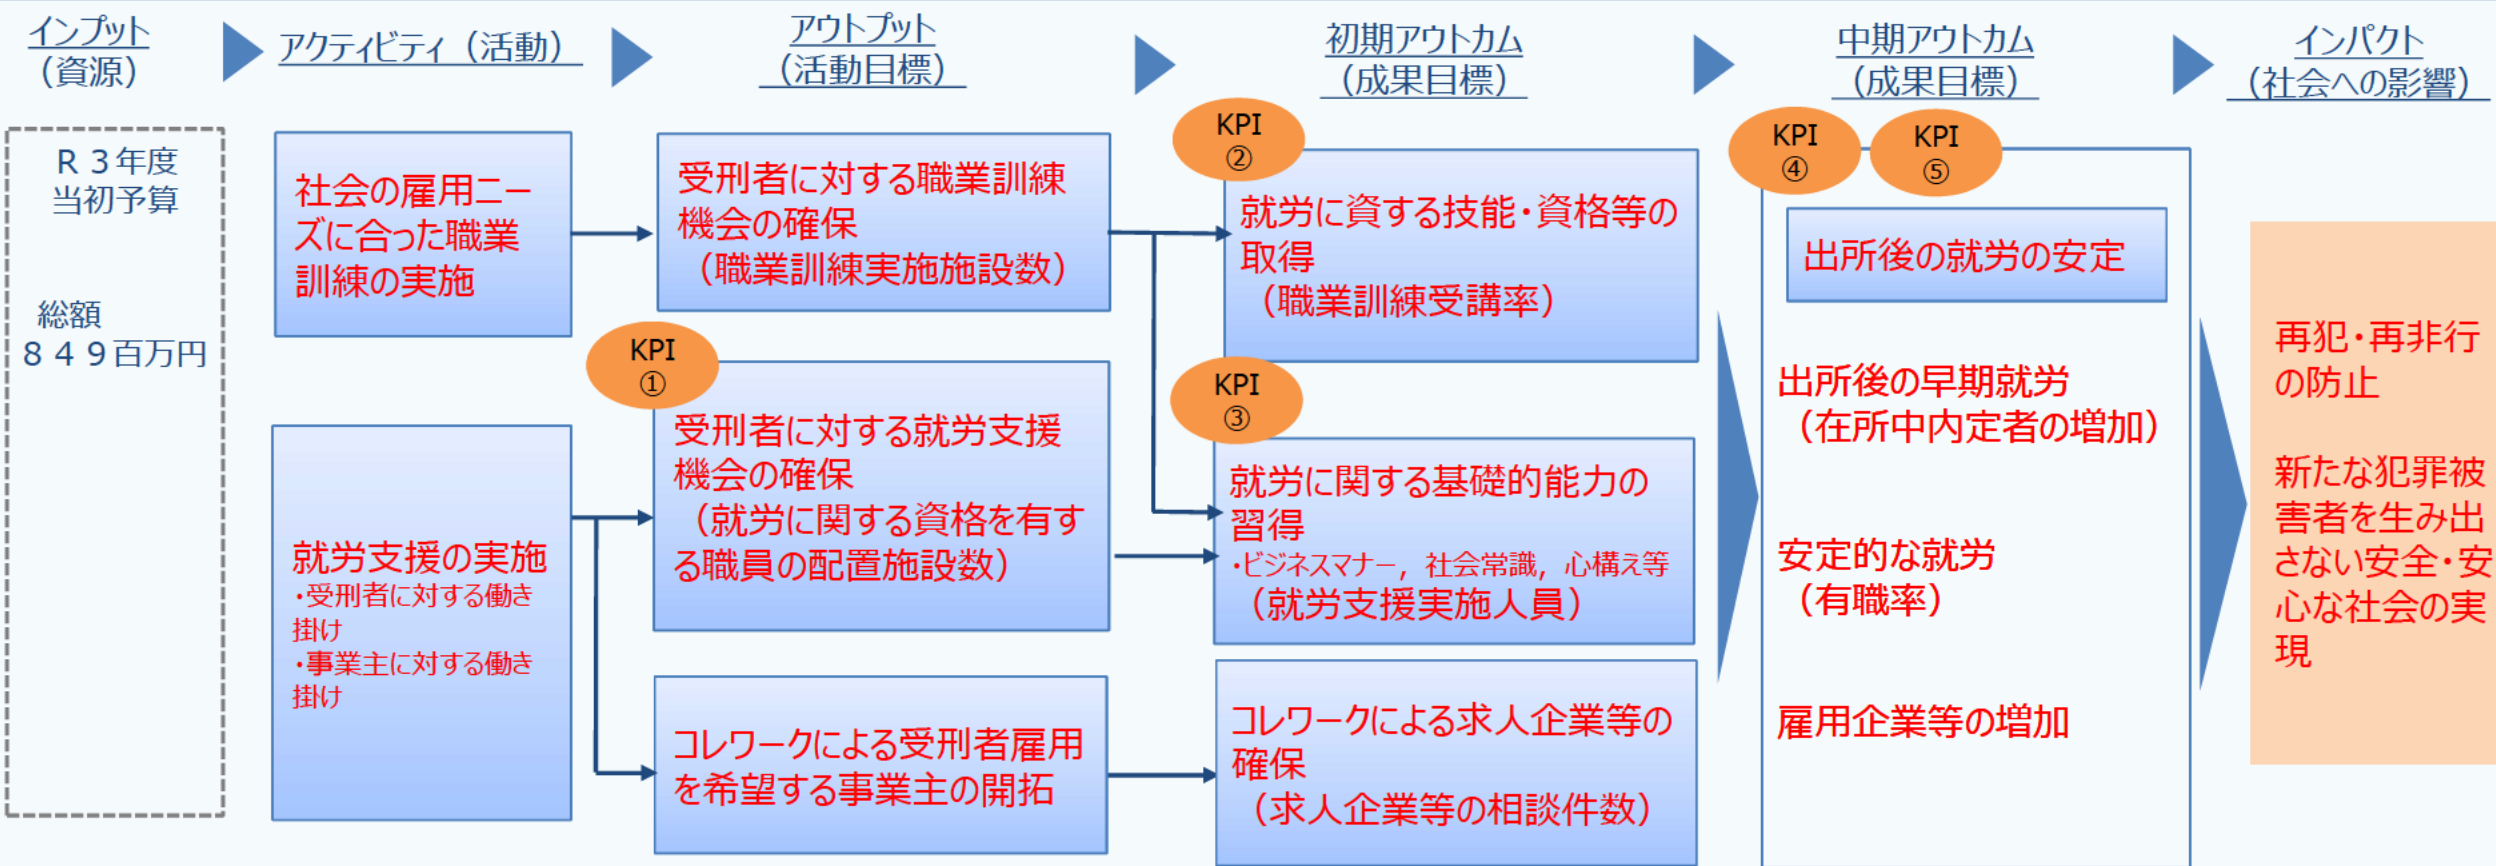 インプット
（資源）
アクティビティ（活動）
アウトプット
（活動目標）
初期アウトカム
（成果目標）
中期アウトカム
（成果目標）
インパクト
（社会への影響）
Ｒ３年度
当初予算
総額
８４９百万円
社会の雇用ニー
ズに合った職業
訓練の実施
就労支援の実施
・受刑者に対する働き
掛け
・事業主に対する働き
掛け
受刑者に対する職業訓練
機会の確保
（職業訓練実施施設数）
KPI
①
受刑者に対する就労支援
機会の確保
（就労に関する資格を有す
る職員の配置施設数）
コレワークによる受刑者雇用
を希望する事業主の開拓
KPI
②
就労に資する技能・資格等の
取得
（職業訓練受講率）
KPI
③
就労に関する基礎的能力の
習得
・ビジネスマナー，社会常識，心構え等
（就労支援実施人員）
コレワークによる求人企業等の
確保
（求人企業等の相談件数）
KPI
④
KPI
⑤
出所後の就労の安定
出所後の早期就労
（在所中内定者の増加）
安定的な就労
（有職率）
雇用企業等の増加
再犯・再非行
の防止
新たな犯罪被
害者を生み出
さない安全・安
心な社会の実
現